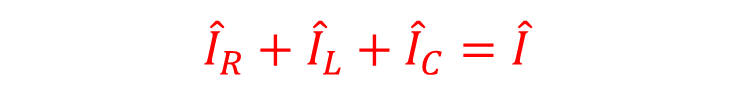 Î_R + Î_L + Î_C = Î